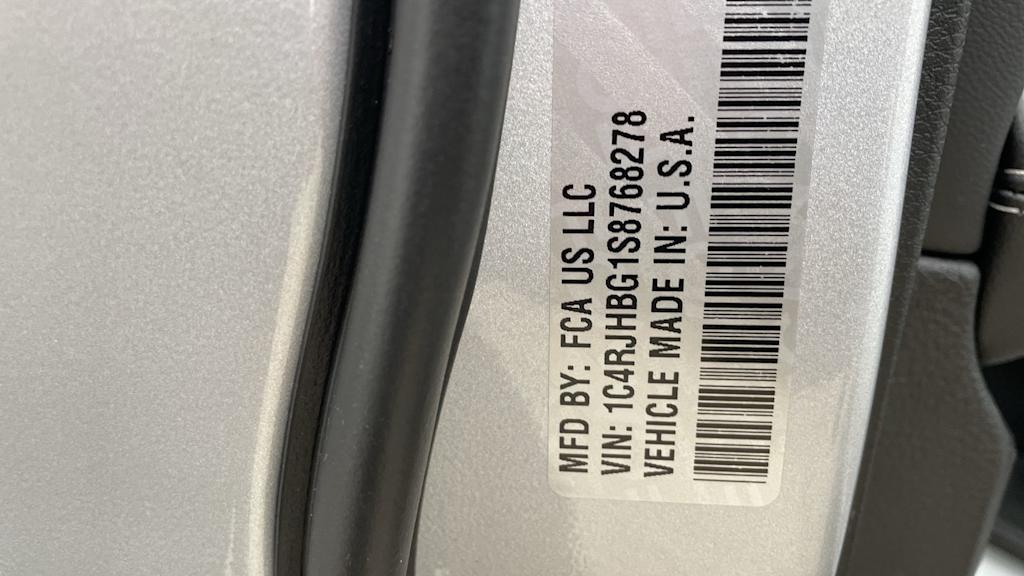 MFD BY: FCA US LLC
VIN: 1C4RJHBG1S8768278
VEHICLE MADE IN: U.S.A.